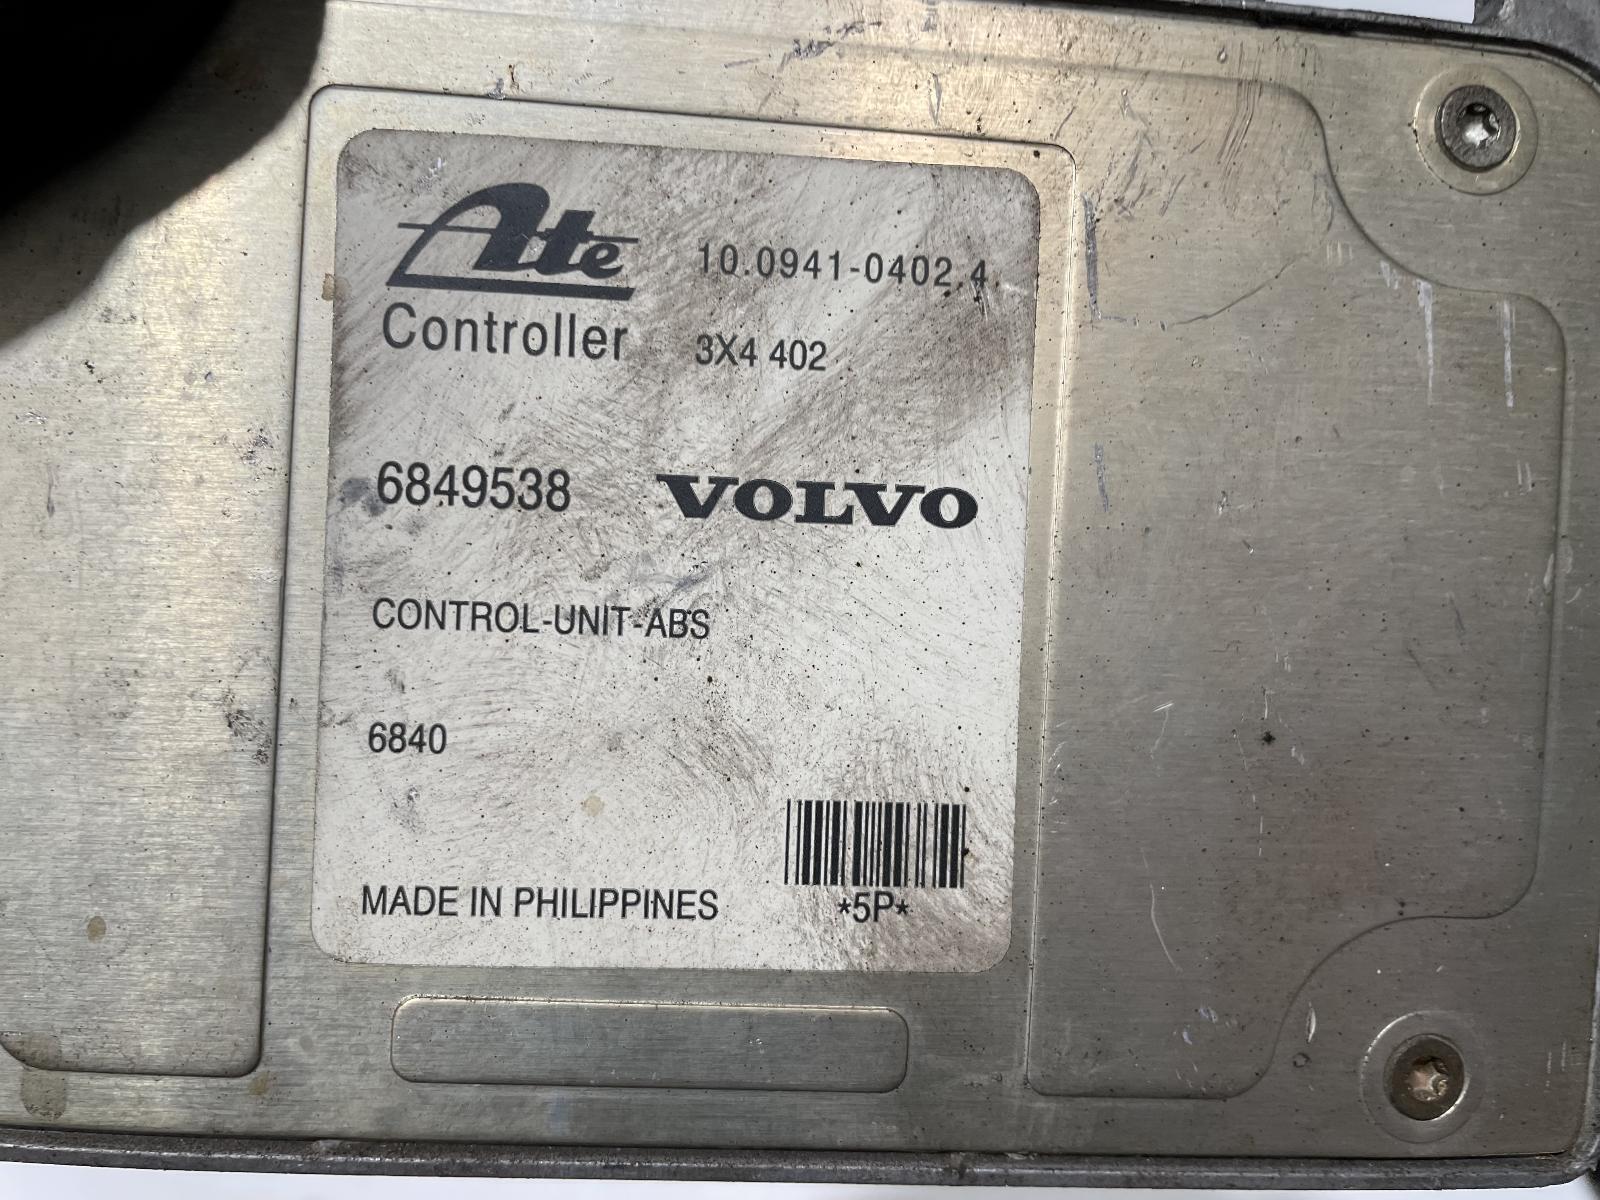 Ate 10.0941-0402.4
Controller 3X4 402
6849538 VOLVO
CONTROL-UNIT-ABS
6840
MADE IN PHILIPPINES *5P*